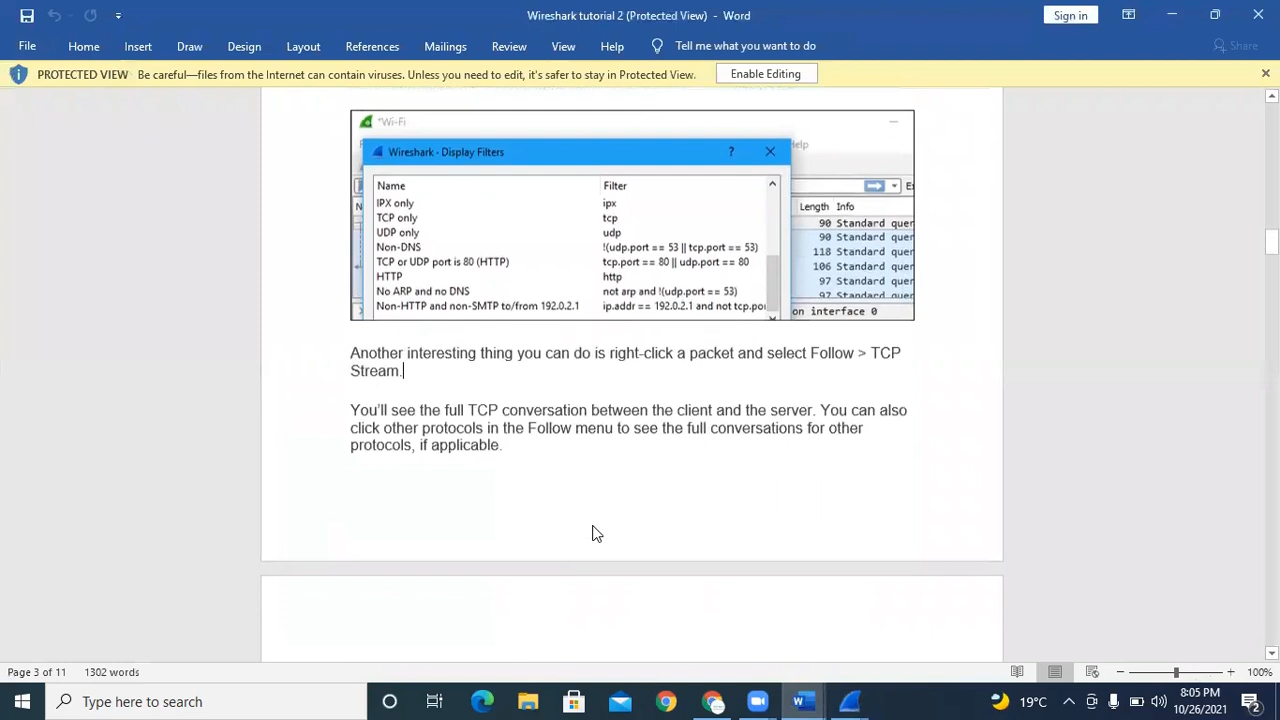 Wireshark tutorial 2 (Protected View) - Word
Sign in
File Home Insert Draw Design Layout References Mailings Review View Help Tell me what you want to do Share
PROTECTED VIEW Be careful—files from the Internet can contain viruses. Unless you need to edit, it's safer to stay in Protected View. Enable Editing
*Wi-Fi
Wireshark - Display Filters ?
Name Filter
IPX only ipx
TCP only tcp
UDP only udp
Non-DNS !(udp.port == 53 || tcp.port == 53)
TCP or UDP port is 80 (HTTP) tcp.port == 80 || udp.port == 80
HTTP http
No ARP and no DNS not arp and !(udp.port == 53)
Non-HTTP and non-SMTP to/from 192.0.2.1 ip.addr == 192.0.2.1 and not tcp.por
Help
Length Info
90 Standard quer
90 Standard quer
118 Standard quer
106 Standard quer
97 Standard quer
97 Standard quer
on interface 0
Another interesting thing you can do is right-click a packet and select Follow > TCP
Stream.
You’ll see the full TCP conversation between the client and the server. You can also
click other protocols in the Follow menu to see the full conversations for other
protocols, if applicable.
Page 3 of 11 1302 words 100%
Type here to search
19°C
8:05 PM
10/26/2021
2